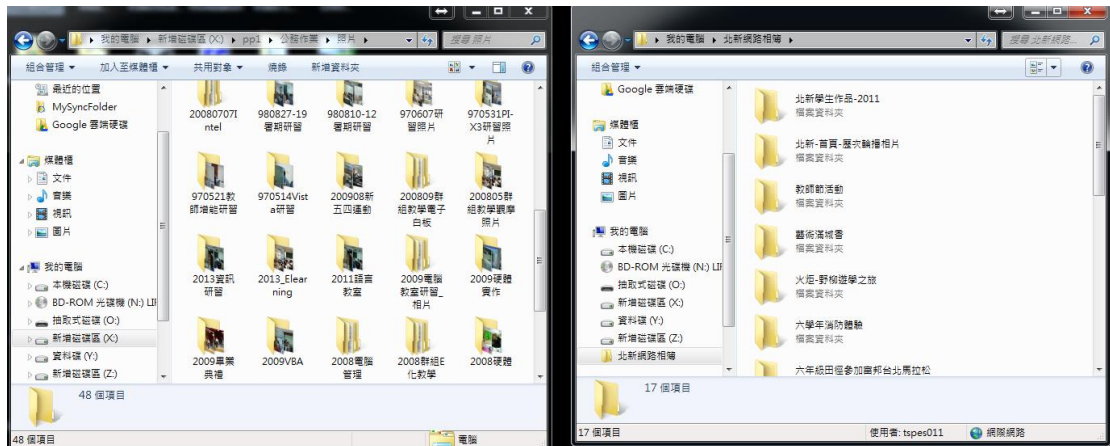 我的電腦 ▸ 新增磁碟區 (X:) ▸ pp1 ▸ 公務作業 ▸ 照片 ▸
搜尋 照片
組合管理 加入至媒體櫃 共用對象 燒錄 新增資料夾
最近的位置
MySyncFolder
Google 雲端硬碟
媒體櫃
文件
音樂
視訊
圖片
我的電腦
本機磁碟 (C:)
BD-ROM 光碟機 (N:) LIF
抽取式磁碟 (O:)
新增磁碟區 (X:)
資料碟 (Y:)
新增磁碟區 (Z:)
20080707I
ntel
980827-19
暑期研習
980810-12
暑期研習
970607研
習照片
970531PI-
X3研習照
片
970521教
師增能研習
970514Vist
a研習
200908新
五四運動
200809群
組教學電子
白板
200805群
組教學觀摩
照片
2013資訊
研習
2013_Elear
ning
2011語言
教室
2009電腦
教室研習_
相片
2009硬體
實作
2009畢業
典禮
2009VBA
2008電腦
管理
2008群組E
化教學
2008硬體
48 個項目
48 個項目
電腦
我的電腦 ▸ 北新網路相簿 ▸
搜尋 北新網路...
組合管理
Google 雲端硬碟
媒體櫃
文件
音樂
視訊
圖片
我的電腦
本機磁碟 (C:)
BD-ROM 光碟機 (N:) LIF
抽取式磁碟 (O:)
新增磁碟區 (X:)
資料碟 (Y:)
新增磁碟區 (Z:)
北新網路相簿
北新學生作品-2011
檔案資料夾
北新-首頁-歷次輪播相片
檔案資料夾
教師節活動
檔案資料夾
藝術滿城香
檔案資料夾
火炬-野柳遊學之旅
檔案資料夾
六學年消防體驗
檔案資料夾
六年級田徑參加富邦台北馬拉松
17 個項目
17 個項目
使用者: tspes011
網際網路